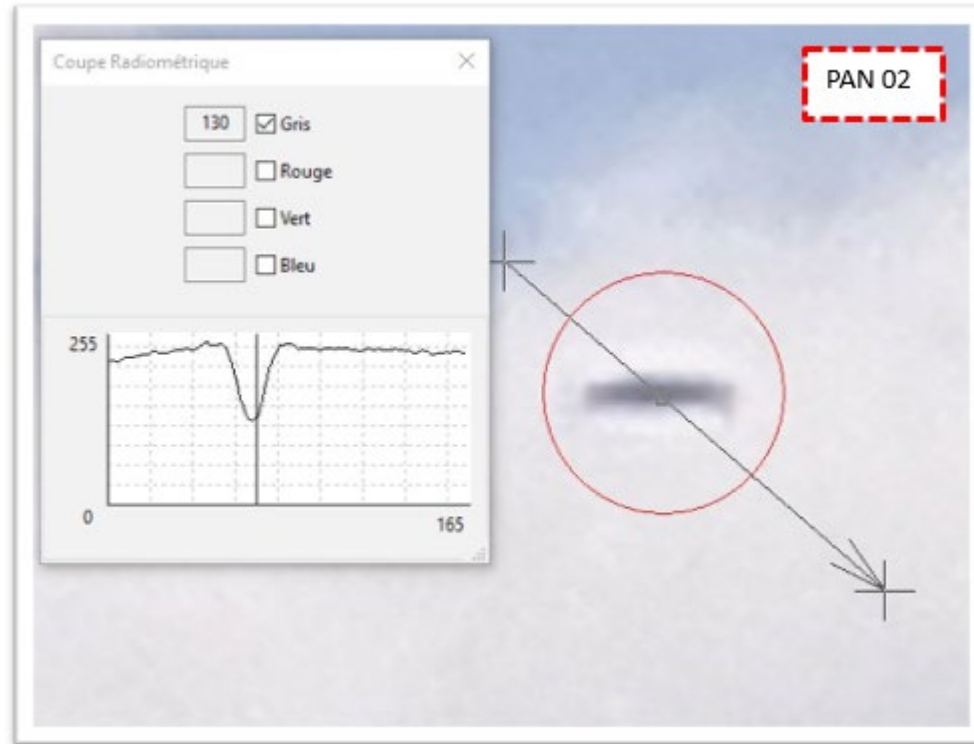 Coupe Radiométrique
PAN 02
130 Gris
Rouge
Vert
Bleu
255
0
165